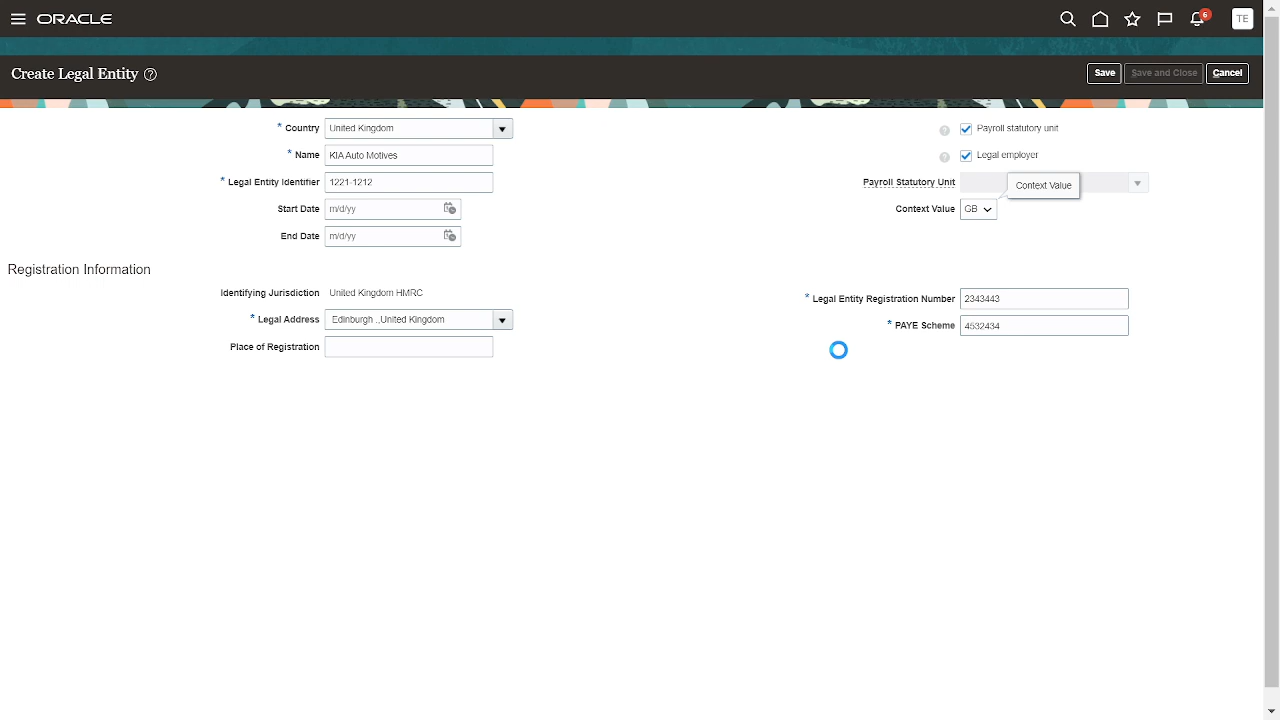 ORACLE
6
TE
Create Legal Entity ?
Save
Save and Close
Cancel
* Country United Kingdom
? Payroll statutory unit
* Name KIA Auto Motives
? Legal employer
* Legal Entity Identifier 1221-1212
Payroll Statutory Unit
Context Value
Start Date m/d/yy
Context Value GB
End Date m/d/yy
Registration Information
Identifying Jurisdiction United Kingdom HMRC
* Legal Entity Registration Number 2343443
* Legal Address Edinburgh .,United Kingdom
* PAYE Scheme 4532434
Place of Registration